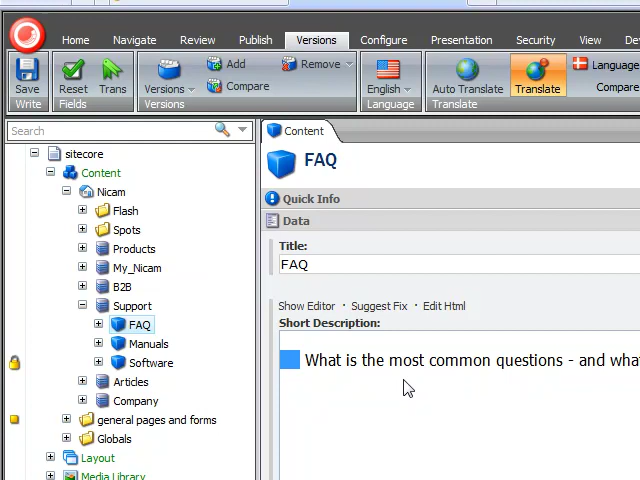 Home Navigate Review Publish Versions Configure Presentation Security View
Save Reset Trans Versions Add Compare Remove English Auto Translate Translate Language Compare
Write Fields Versions Language Translate
Search
sitecore
Content
Nicam
Flash
Spots
Products
My_Nicam
B2B
Support
FAQ
Manuals
Software
Articles
Company
general pages and forms
Globals
Layout
Media Library
Content
FAQ
Quick Info
Data
Title:
FAQ
Show Editor · Suggest Fix · Edit Html
Short Description:
What is the most common questions - and what